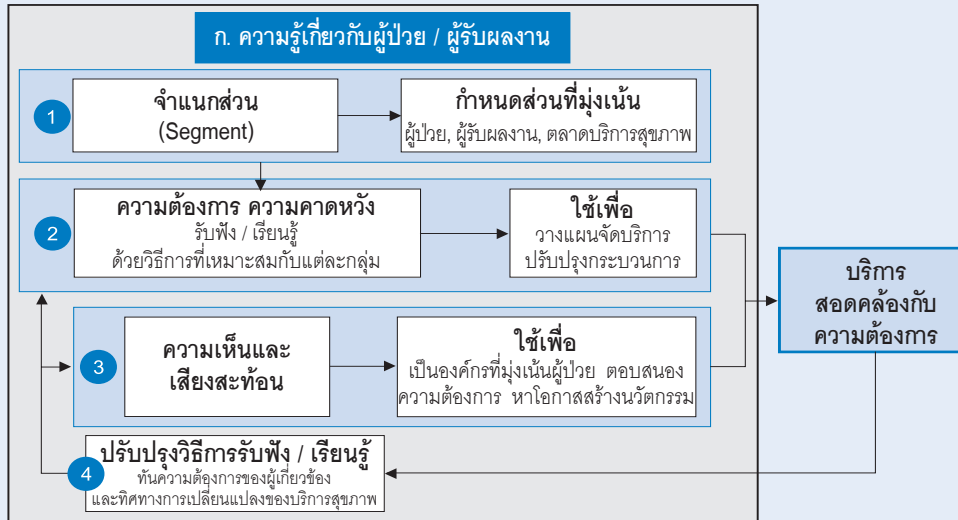 ก. ความรู้เกี่ยวกับผู้ป่วย / ผู้รับผลงาน
1
จำแนกส่วน
(Segment)
กำหนดส่วนที่มุ่งเน้น
ผู้ป่วย, ผู้รับผลงาน, ตลาดบริการสุขภาพ
2
ความต้องการ ความคาดหวัง
รับฟัง / เรียนรู้
ด้วยวิธีการที่เหมาะสมกับแต่ละกลุ่ม
ใช้เพื่อ
วางแผนจัดบริการ
ปรับปรุงกระบวนการ
3
ความเห็นและ
เสียงสะท้อน
ใช้เพื่อ
เป็นองค์กรที่มุ่งเน้นผู้ป่วย ตอบสนอง
ความต้องการ หาโอกาสสร้างนวัตกรรม
บริการ
สอดคล้องกับ
ความต้องการ
4
ปรับปรุงวิธีการรับฟัง / เรียนรู้
ทันความต้องการของผู้เกี่ยวข้อง
และทิศทางการเปลี่ยนแปลงของบริการสุขภาพ